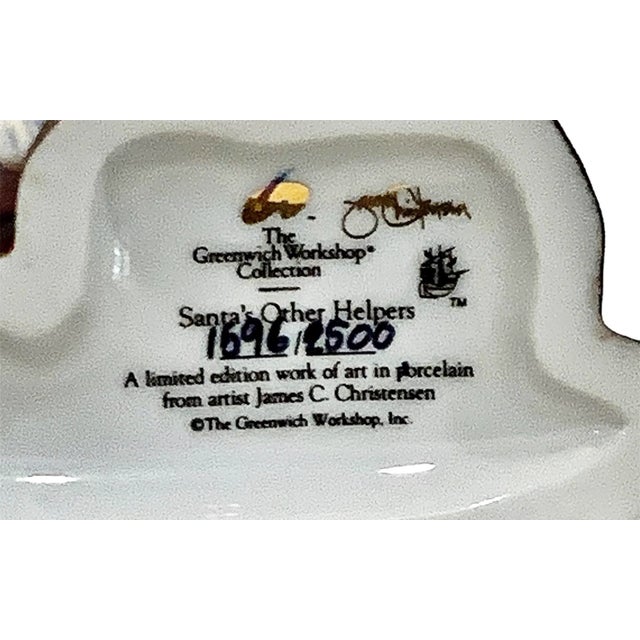 The
Greenwich Workshop®
Collection
Santa's Other Helpers
1696/2500
A limited edition work of art in porcelain
from artist James C. Christensen
©The Greenwich Workshop, Inc.
TM